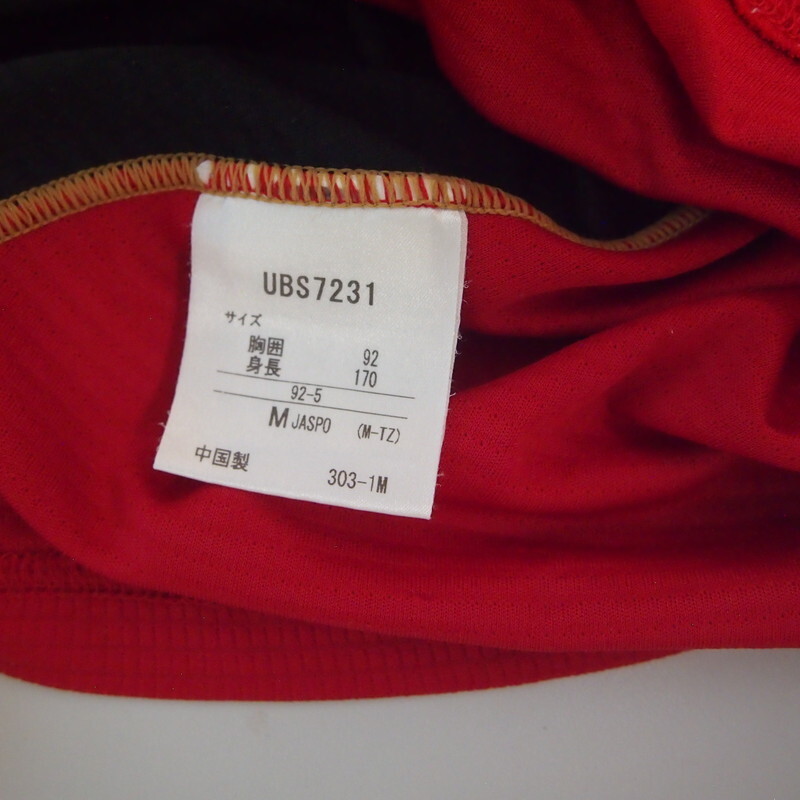 UBS7231
サイズ
胸囲 92
身長 170
92-5
M JASPO (M-TZ)
中国製 303-1M